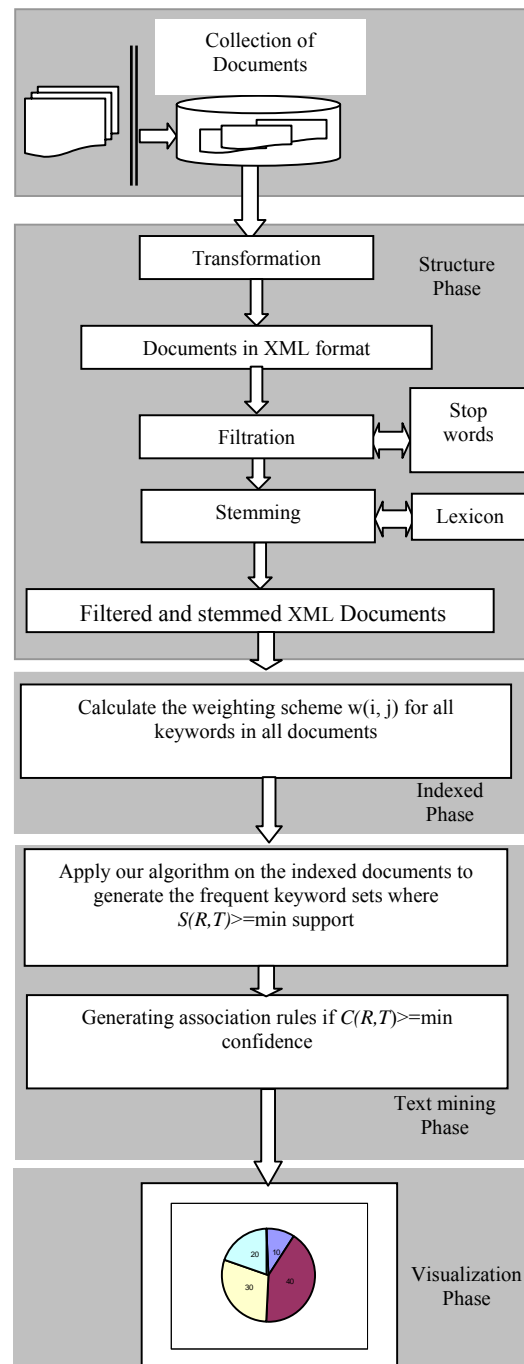 Collection of
Documents
Transformation
Structure
Phase
Documents in XML format
Filtration
Stop
words
Stemming
Lexicon
Filtered and stemmed XML Documents
Calculate the weighting scheme w(i, j) for all
keywords in all documents
Indexed
Phase
Apply our algorithm on the indexed documents to
generate the frequent keyword sets where
S(R,T)>=min support
Generating association rules if C(R,T)>=min
confidence
Text mining
Phase
20
10
30
40
Visualization
Phase